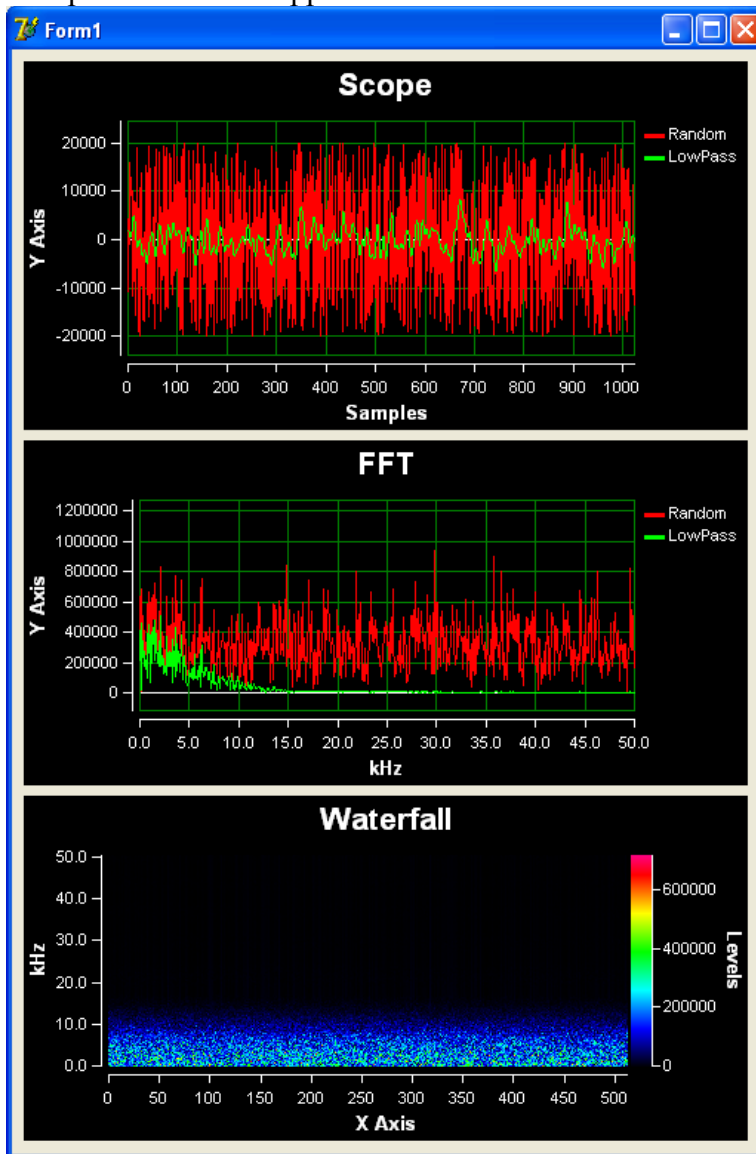 Form1
Scope
Random
LowPass
20000
10000
0
-10000
-20000
Y Axis
0 100 200 300 400 500 600 700 800 900 1000
Samples
FFT
Random
LowPass
1200000
1000000
800000
600000
400000
200000
0
Y Axis
0.0 5.0 10.0 15.0 20.0 25.0 30.0 35.0 40.0 45.0 50.0
kHz
Waterfall
50.0
40.0
30.0
20.0
10.0
0.0
kHz
600000
400000
200000
0
Levels
0 50 100 150 200 250 300 350 400 450 500
X Axis